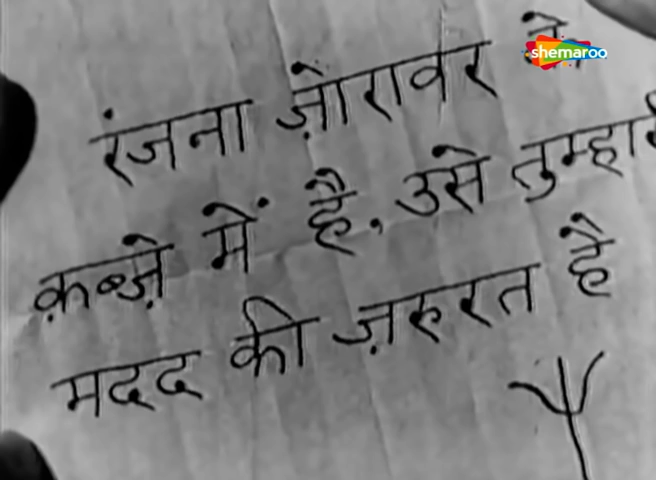 shemaroo
रंजना ज़ोरावर के
क़ब्ज़े में है. उसे तुम्हारी
मदद की ज़रुरत है